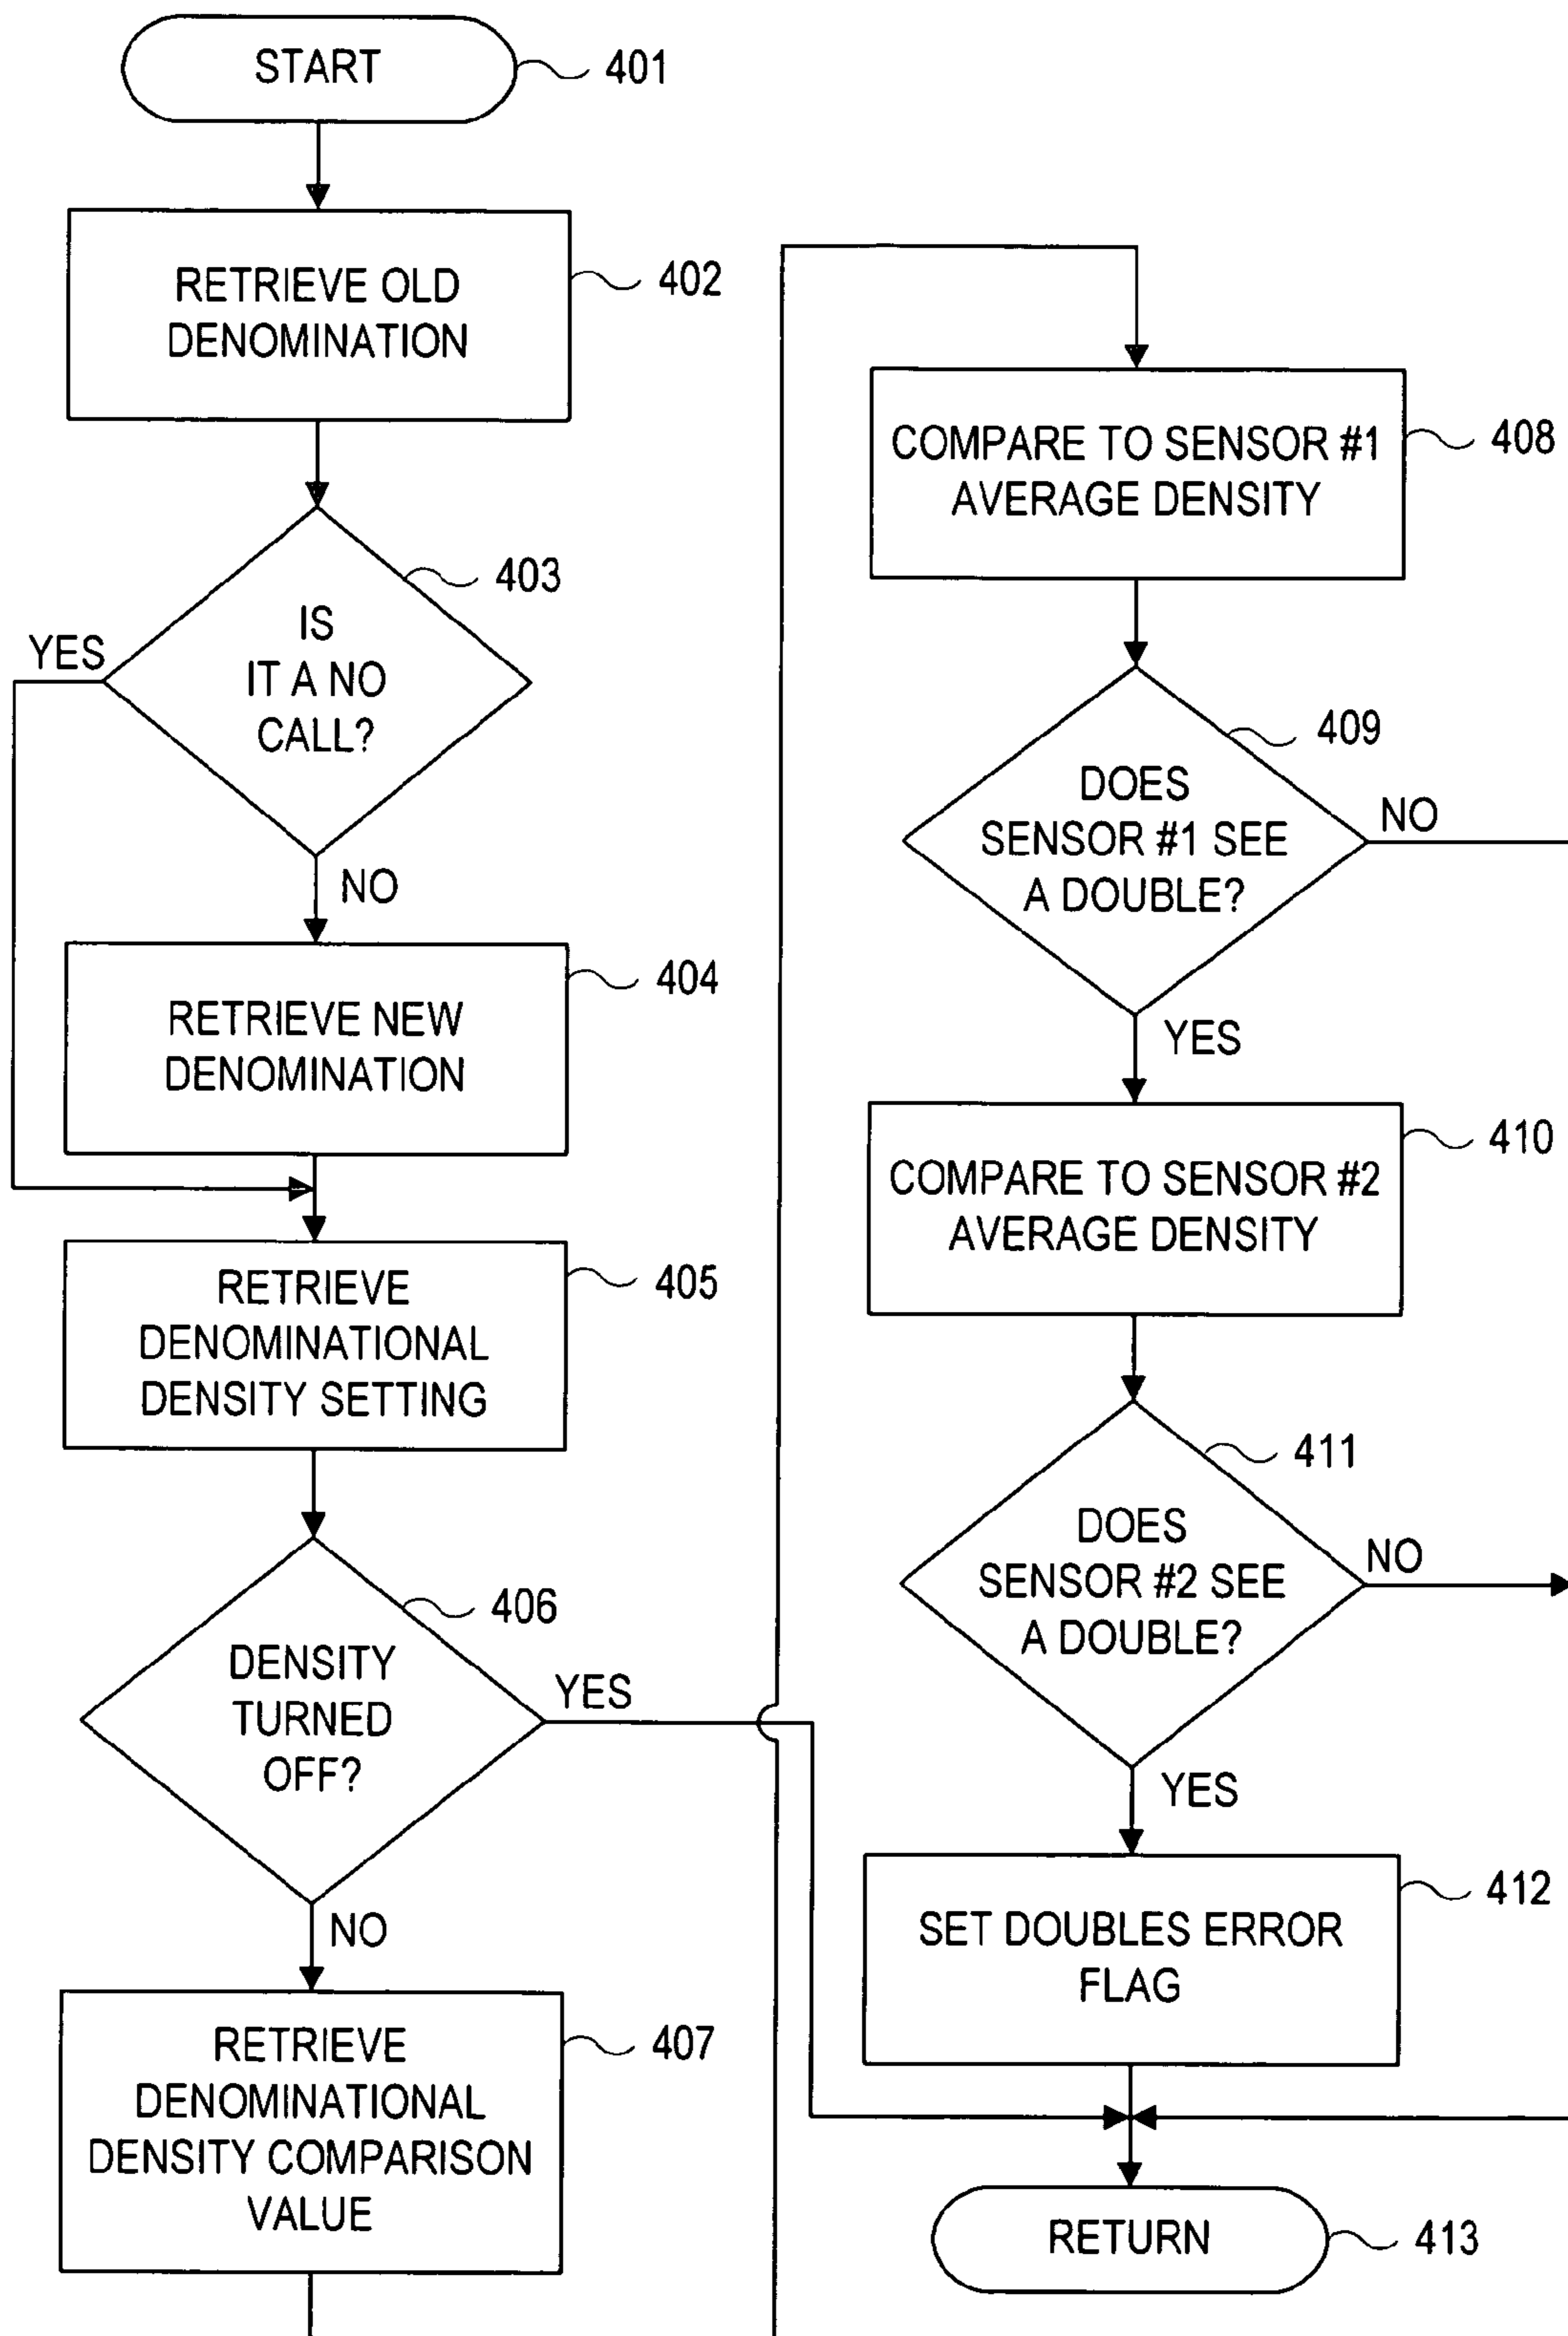 START
401
RETRIEVE OLD
DENOMINATION
402
403
IS
IT A NO
CALL?
YES
NO
RETRIEVE NEW
DENOMINATION
404
RETRIEVE
DENOMINATIONAL
DENSITY SETTING
405
406
DENSITY
TURNED
OFF?
YES
NO
RETRIEVE
DENOMINATIONAL
DENSITY COMPARISON
VALUE
407
COMPARE TO SENSOR #1
AVERAGE DENSITY
408
409
DOES
SENSOR #1 SEE
A DOUBLE?
NO
YES
COMPARE TO SENSOR #2
AVERAGE DENSITY
410
411
DOES
SENSOR #2 SEE
A DOUBLE?
NO
YES
SET DOUBLES ERROR
FLAG
412
RETURN
413